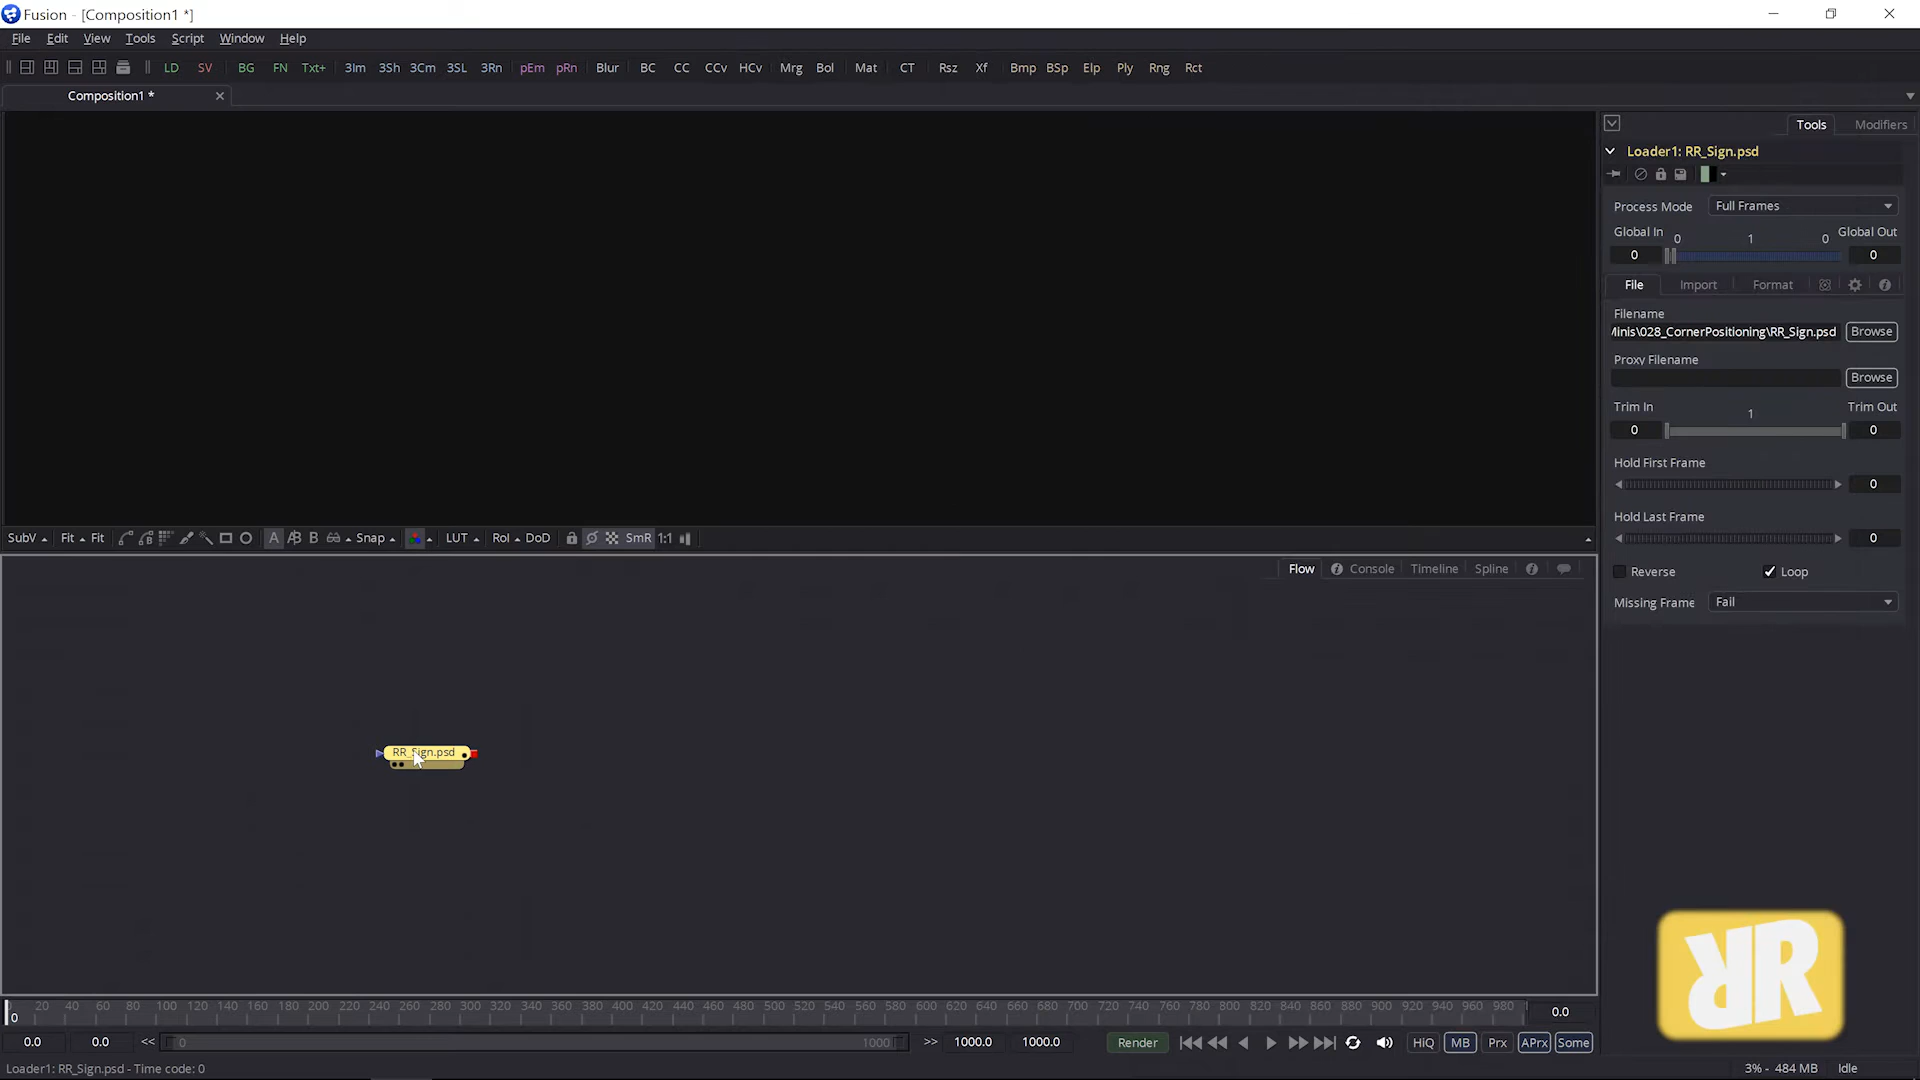 Fusion - [Composition1 *]
File Edit View Tools Script Window Help
LD SV BG FN Txt+ 3Im 3Sh 3Cm 3SL 3Rn pEm pRn Blur BC CC CCv HCv Mrg Bol Mat CT Rsz Xf Bmp BSp Elp Ply Rng Rct
Composition1 *
Tools Modifiers
Loader1: RR_Sign.psd
Process Mode Full Frames
Global In 0 1 0 Global Out
0 0
File Import Format
Filename
Minis\028_CornerPositioning\RR_Sign.psd Browse
Proxy Filename
Browse
Trim In 1 Trim Out
0 0
Hold First Frame
0
Hold Last Frame
0
Reverse Loop
Missing Frame Fail
SubV Fit Fit A B Snap LUT RoI DoD SmR 1:1
Flow Console Timeline Spline
RR_Sign.psd
0 20 40 60 80 100 120 140 160 180 200 220 240 260 280 300 320 340 360 380 400 420 440 460 480 500 520 540 560 580 600 620 640 660 680 700 720 740 760 780 800 820 840 860 880 900 920 940 960 980 0.0
0.0 0.0 << 0 1000 >> 1000.0 1000.0 Render HiQ MB Prx APrx Some
Loader1: RR_Sign.psd - Time code: 0 3% - 484 MB Idle
RR